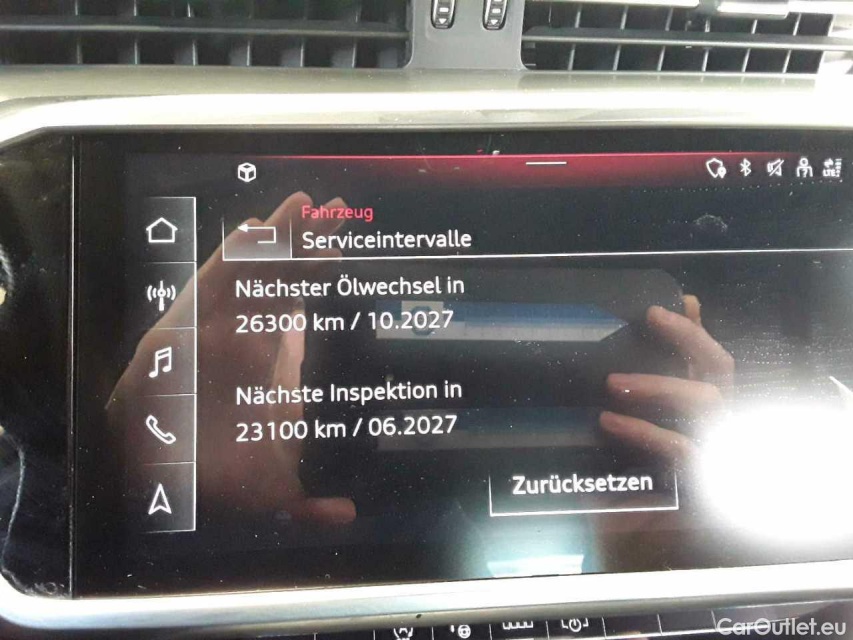 Fahrzeug
Serviceintervalle
Nächster Ölwechsel in
26300 km / 10.2027
Nächste Inspektion in
23100 km / 06.2027
Zurücksetzen
CarOutlet.eu